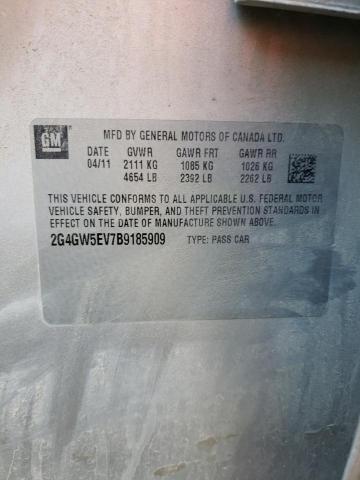 GM
MFD BY GENERAL MOTORS OF CANADA LTD.
DATE GVWR GAWR FRT GAWR RR
04/11 2111 KG 1085 KG 1026 KG
4654 LB 2392 LB 2262 LB
THIS VEHICLE CONFORMS TO ALL APPLICABLE U.S. FEDERAL MOTOR
VEHICLE SAFETY, BUMPER, AND THEFT PREVENTION STANDARDS IN
EFFECT ON THE DATE OF MANUFACTURE SHOWN ABOVE.
2G4GW5EV7B9185909 TYPE: PASS CAR